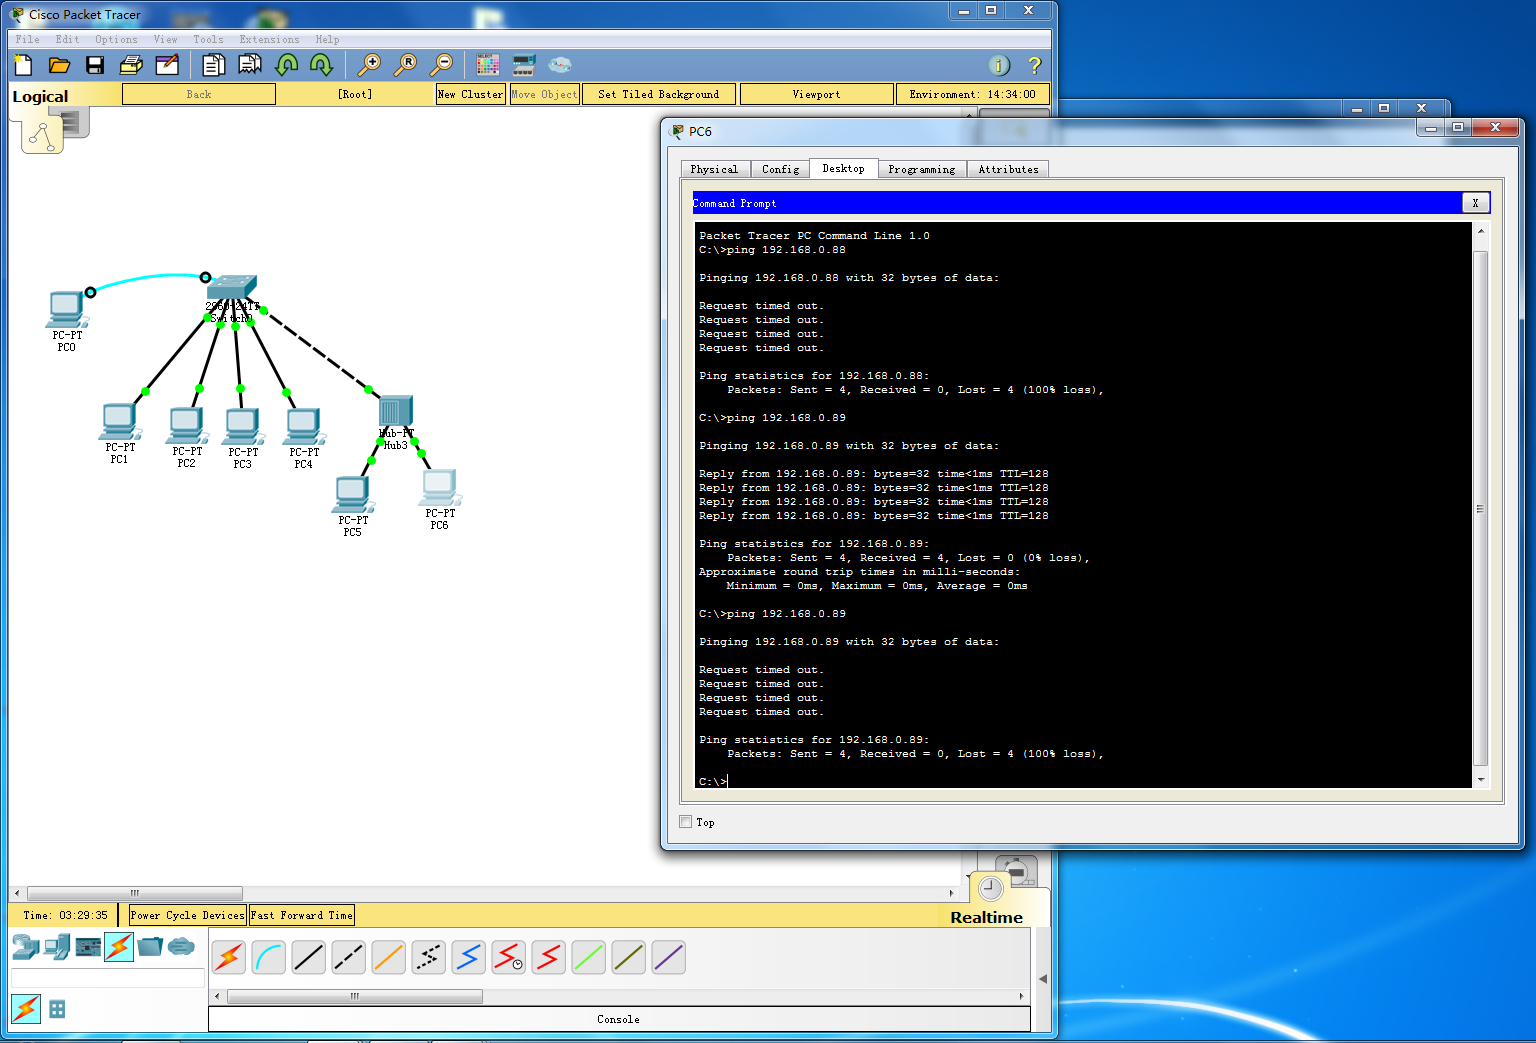 Cisco Packet Tracer
File Edit Options View Tools Extensions Help
Logical
Back
[Root]
New Cluster
Move Object
Set Tiled Background
Viewport
Environment: 14:34:00
PC-PT
PC0
2960-24TT
Switch0
PC-PT
PC1
PC-PT
PC2
PC-PT
PC3
PC-PT
PC4
Hub-PT
Hub3
PC-PT
PC5
PC-PT
PC6
PC6
Physical Config Desktop Programming Attributes
Command Prompt
X
Packet Tracer PC Command Line 1.0
C:\>ping 192.168.0.88
Pinging 192.168.0.88 with 32 bytes of data:
Request timed out.
Request timed out.
Request timed out.
Request timed out.
Ping statistics for 192.168.0.88:
Packets: Sent = 4, Received = 0, Lost = 4 (100% loss),
C:\>ping 192.168.0.89
Pinging 192.168.0.89 with 32 bytes of data:
Reply from 192.168.0.89: bytes=32 time<1ms TTL=128
Reply from 192.168.0.89: bytes=32 time<1ms TTL=128
Reply from 192.168.0.89: bytes=32 time<1ms TTL=128
Reply from 192.168.0.89: bytes=32 time<1ms TTL=128
Ping statistics for 192.168.0.89:
Packets: Sent = 4, Received = 4, Lost = 0 (0% loss),
Approximate round trip times in milli-seconds:
Minimum = 0ms, Maximum = 0ms, Average = 0ms
C:\>ping 192.168.0.89
Pinging 192.168.0.89 with 32 bytes of data:
Request timed out.
Request timed out.
Request timed out.
Request timed out.
Ping statistics for 192.168.0.89:
Packets: Sent = 4, Received = 0, Lost = 4 (100% loss),
C:\>
Top
Time: 03:29:35
Power Cycle Devices
Fast Forward Time
Realtime
Console